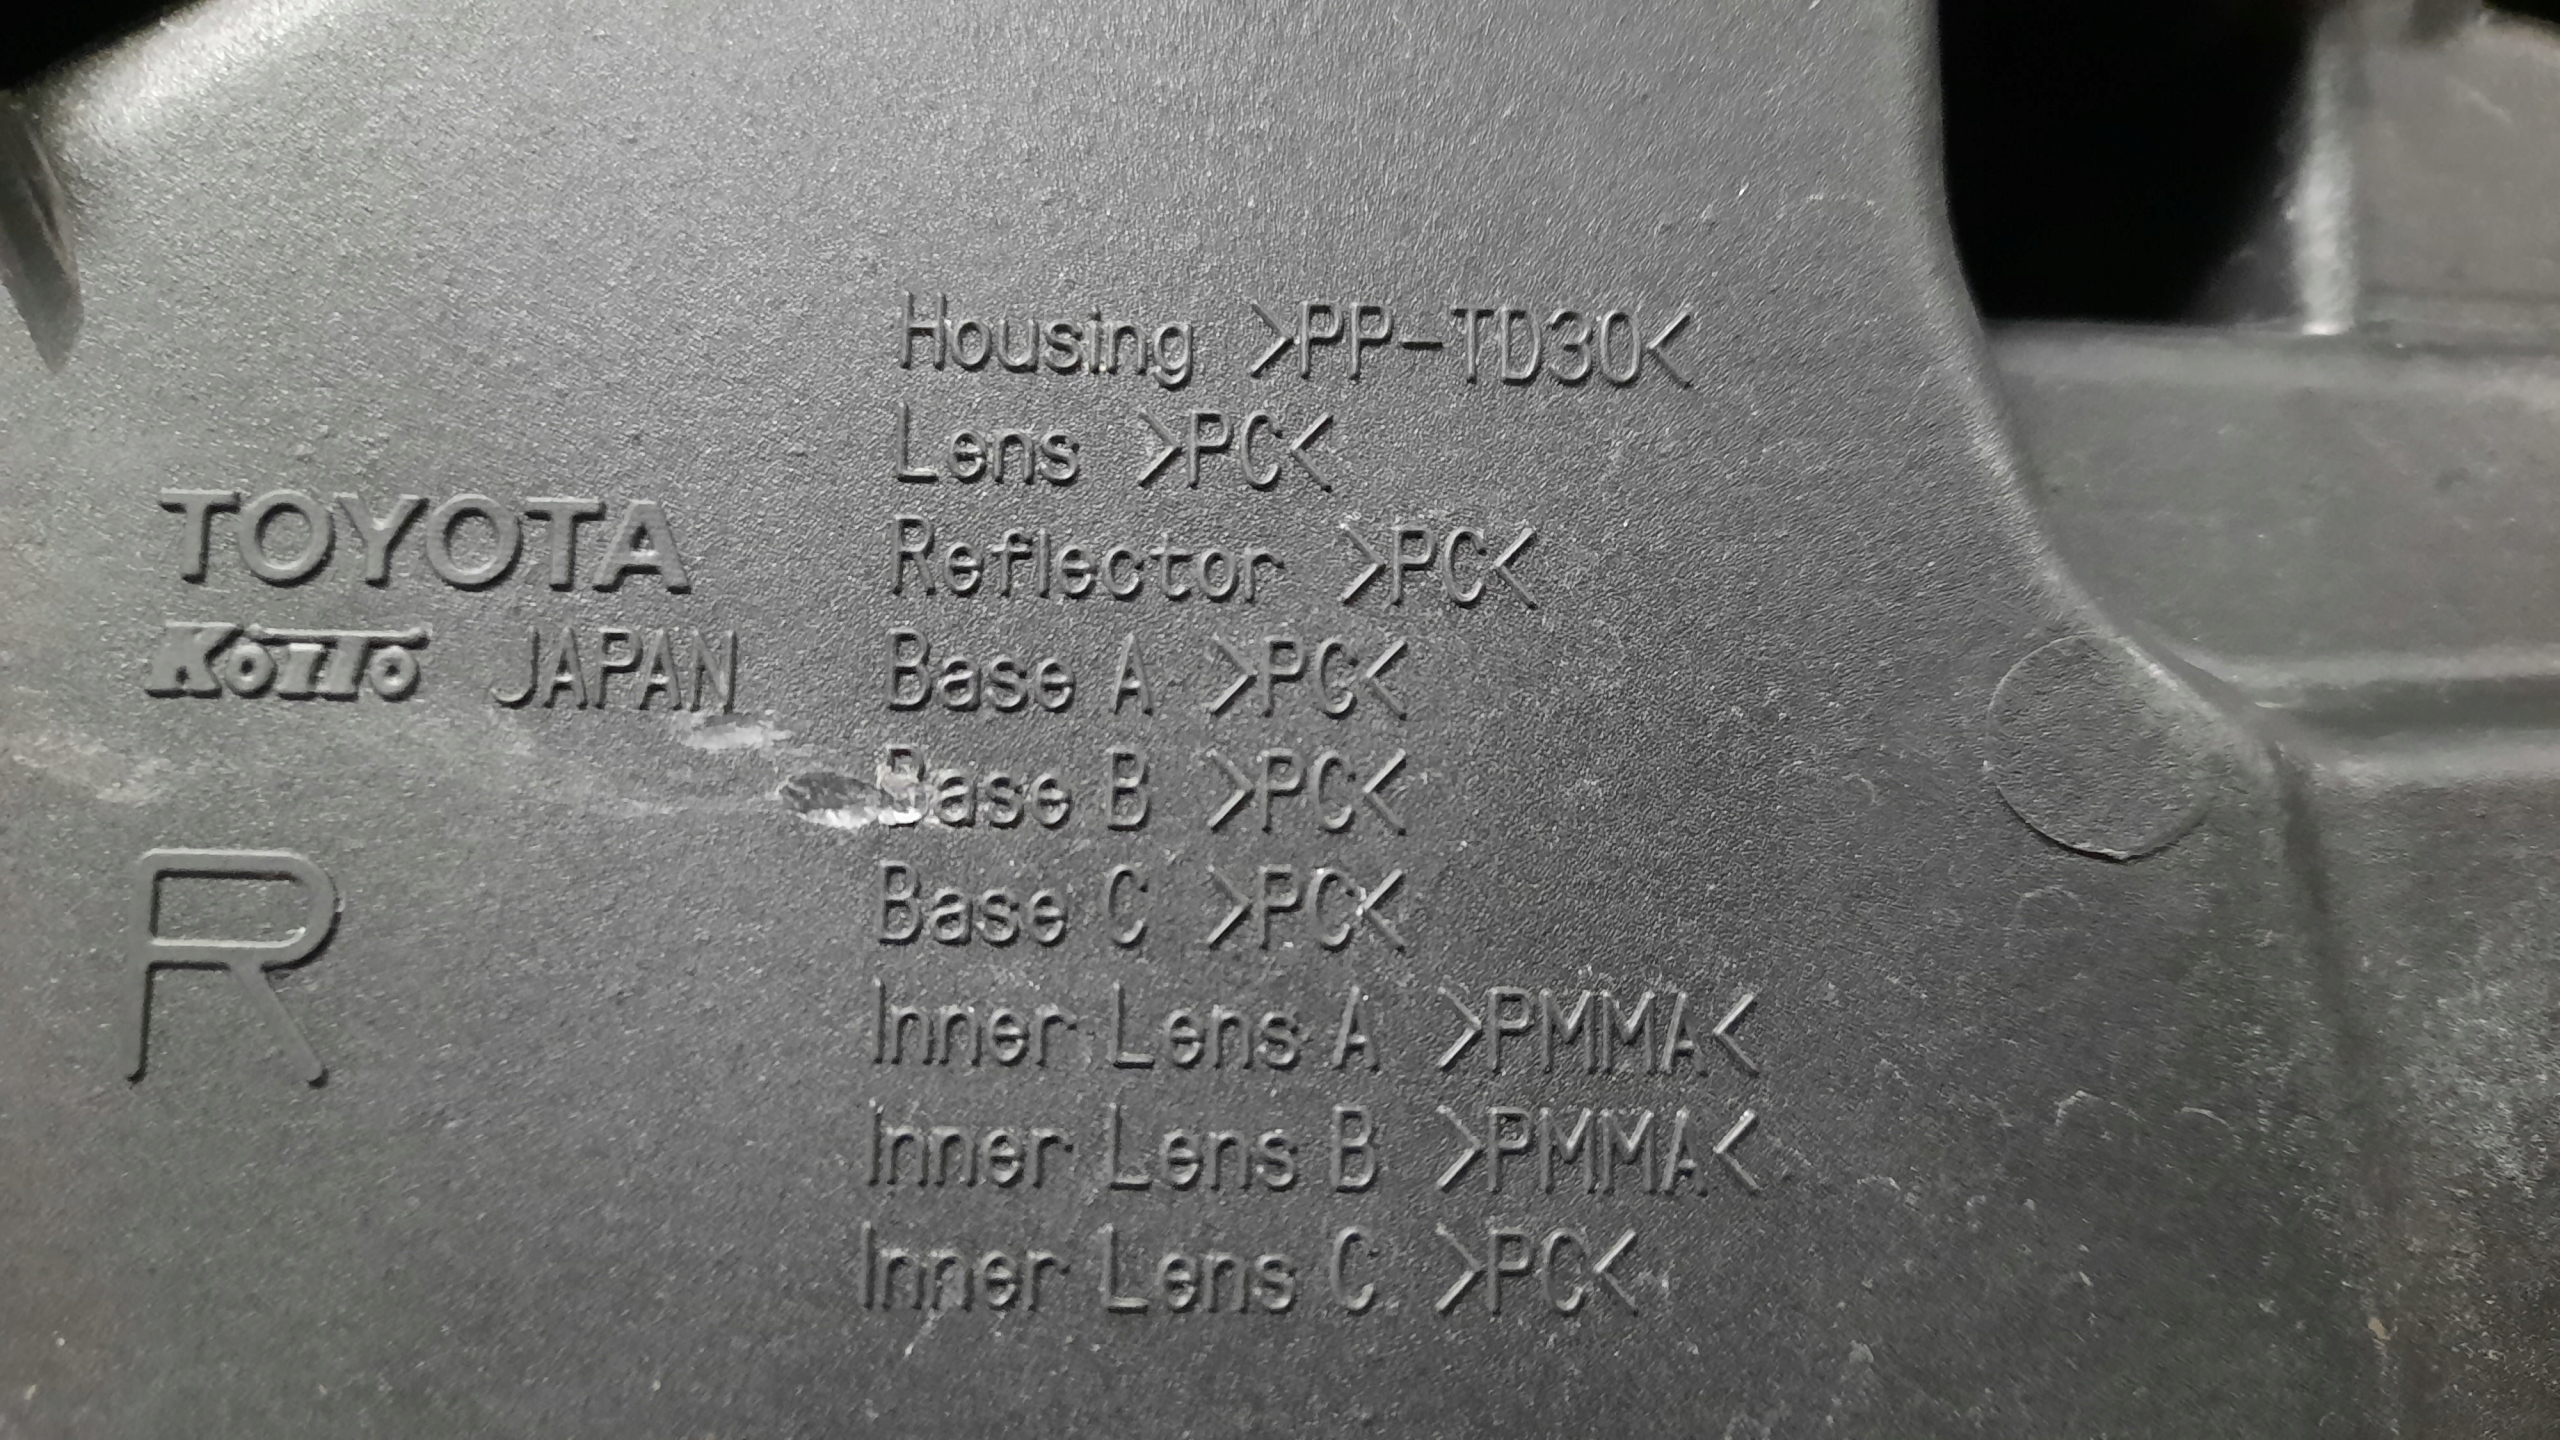 TOYOTA
KoITo JAPAN
R
Housing >PP-TD30<
Lens >PC<
Reflector >PC<
Base A >PC<
Base B >PC<
Base C >PC<
Inner Lens A >PMMA<
Inner Lens B >PMMA<
Inner Lens C >PC<